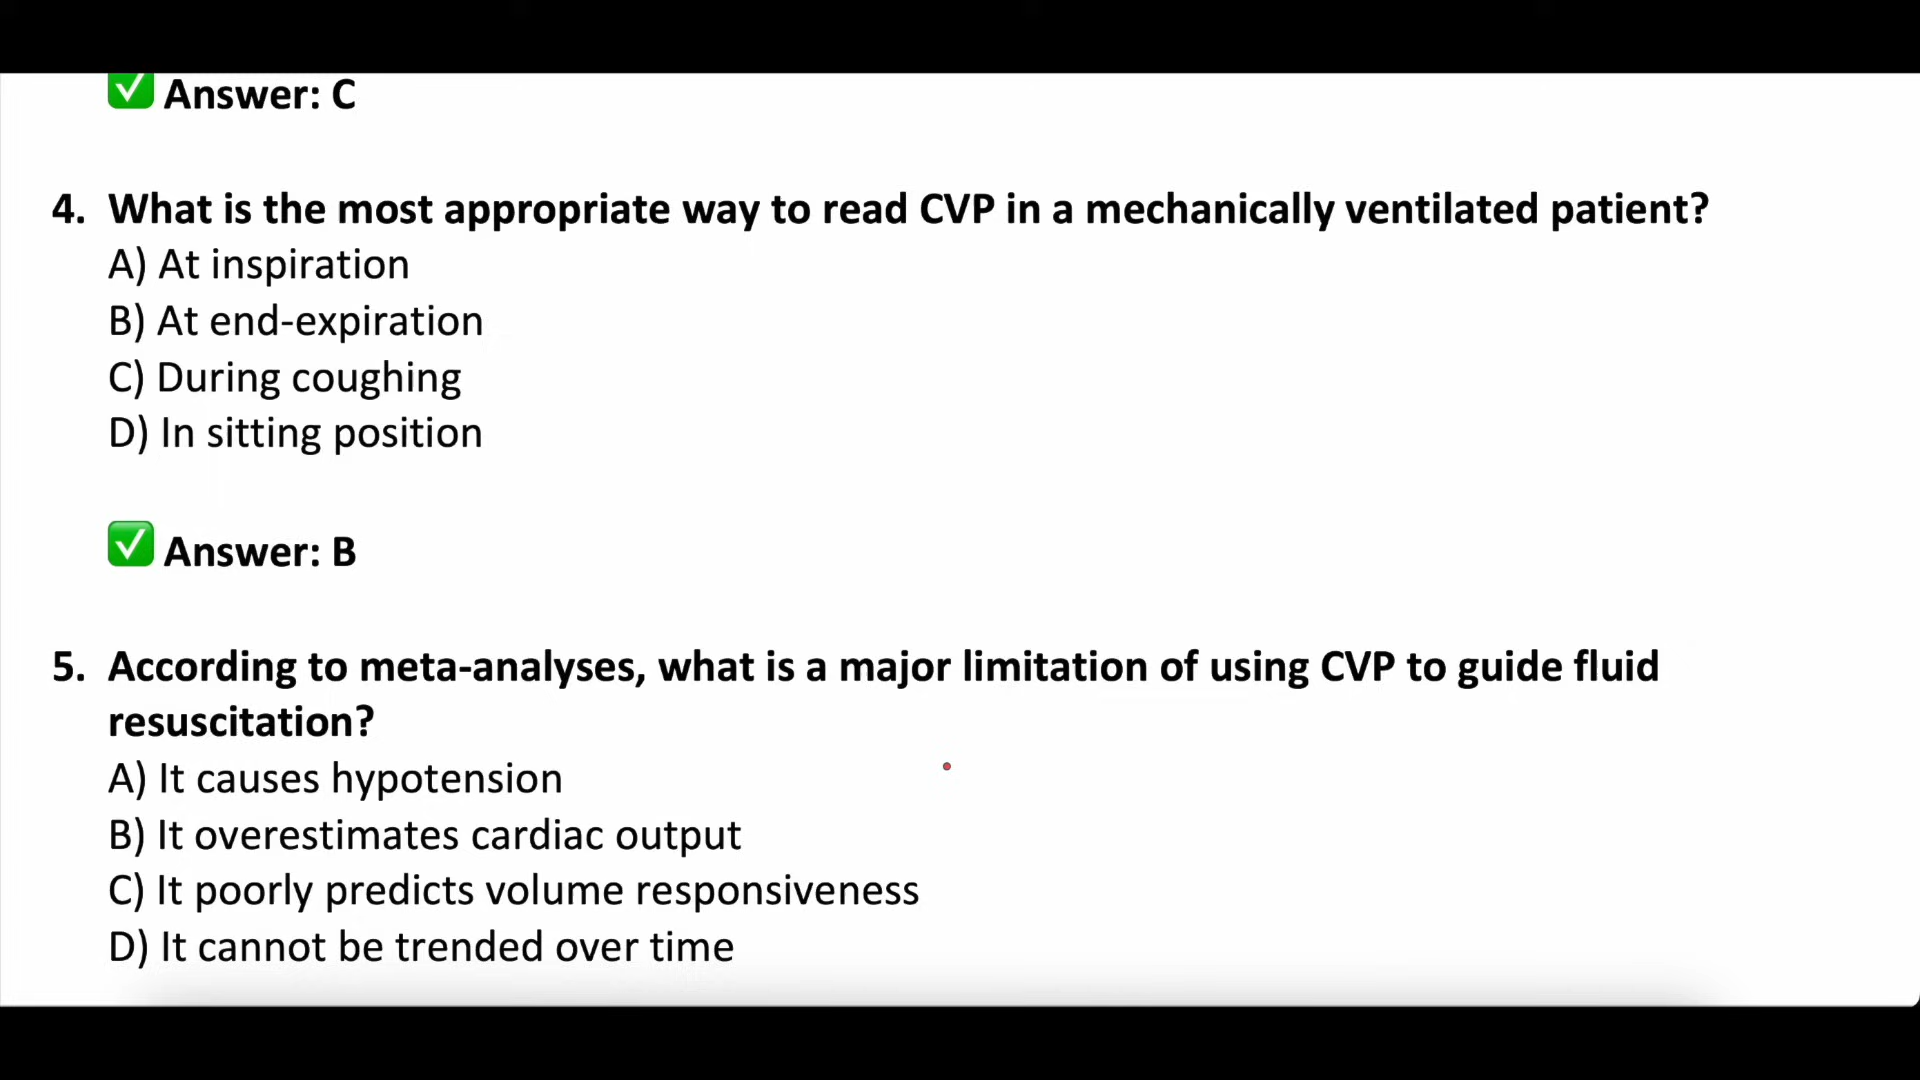 ✅ Answer: C
4. What is the most appropriate way to read CVP in a mechanically ventilated patient?
A) At inspiration
B) At end-expiration
C) During coughing
D) In sitting position
✅ Answer: B
5. According to meta-analyses, what is a major limitation of using CVP to guide fluid
resuscitation?
A) It causes hypotension
B) It overestimates cardiac output
C) It poorly predicts volume responsiveness
D) It cannot be trended over time